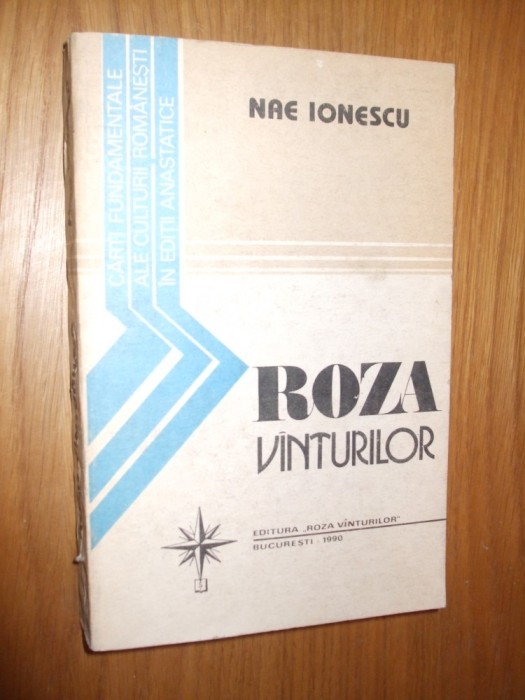 CĂRȚI FUNDAMENTALE
ALE CULTURII ROMÂNEȘTI
ÎN EDIȚII ANASTATICE
NAE IONESCU
ROZA
VÎNTURILOR
EDITURA „ROZA VÎNTURILOR"
BUCUREȘTI - 1990